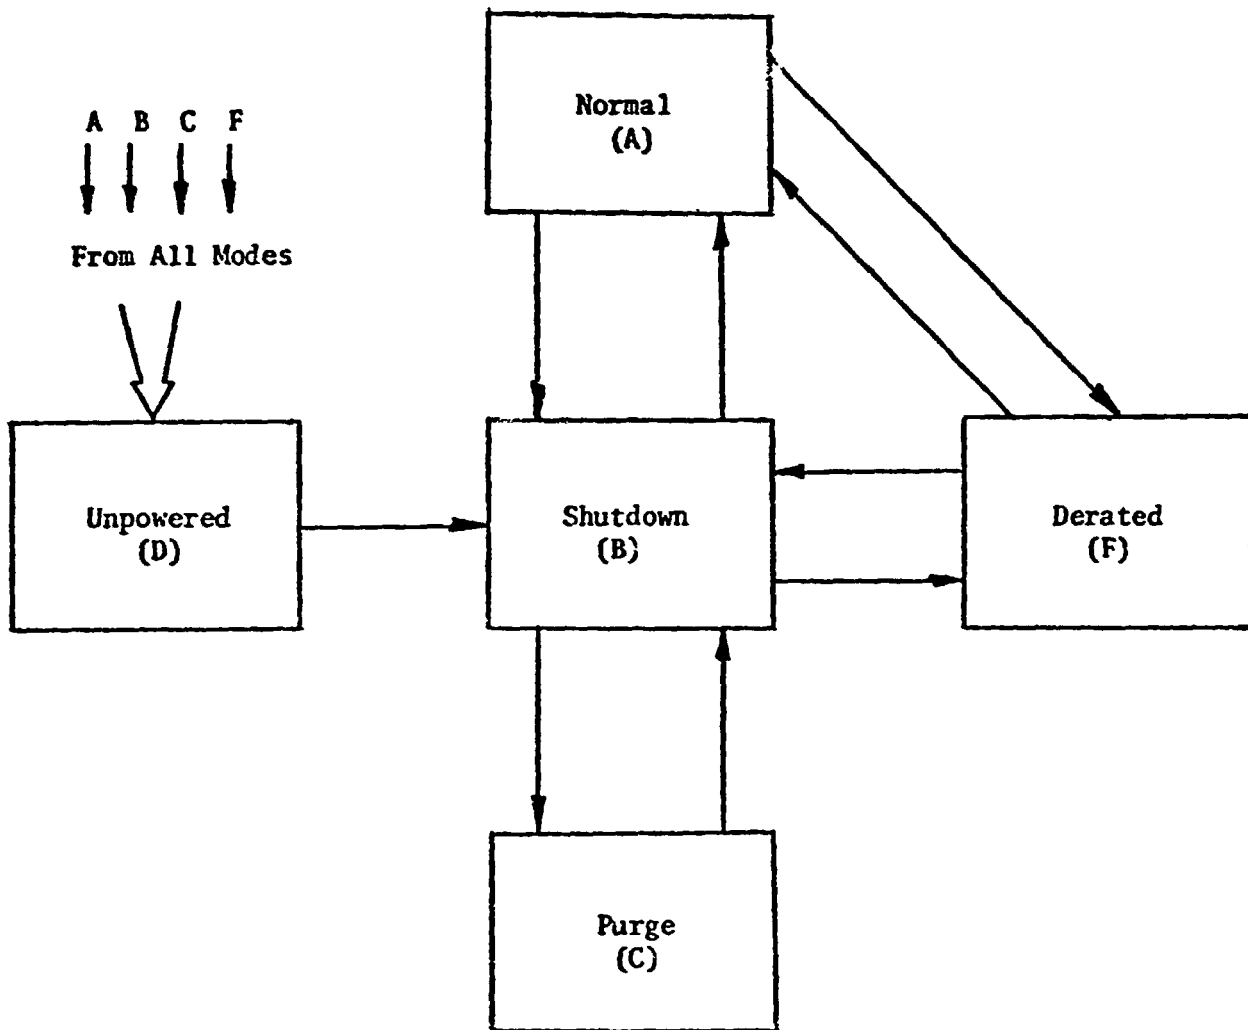 Normal
(A)
A B C F
From All Modes
Unpowered
(D)
Shutdown
(B)
Derated
(F)
Purge
(C)